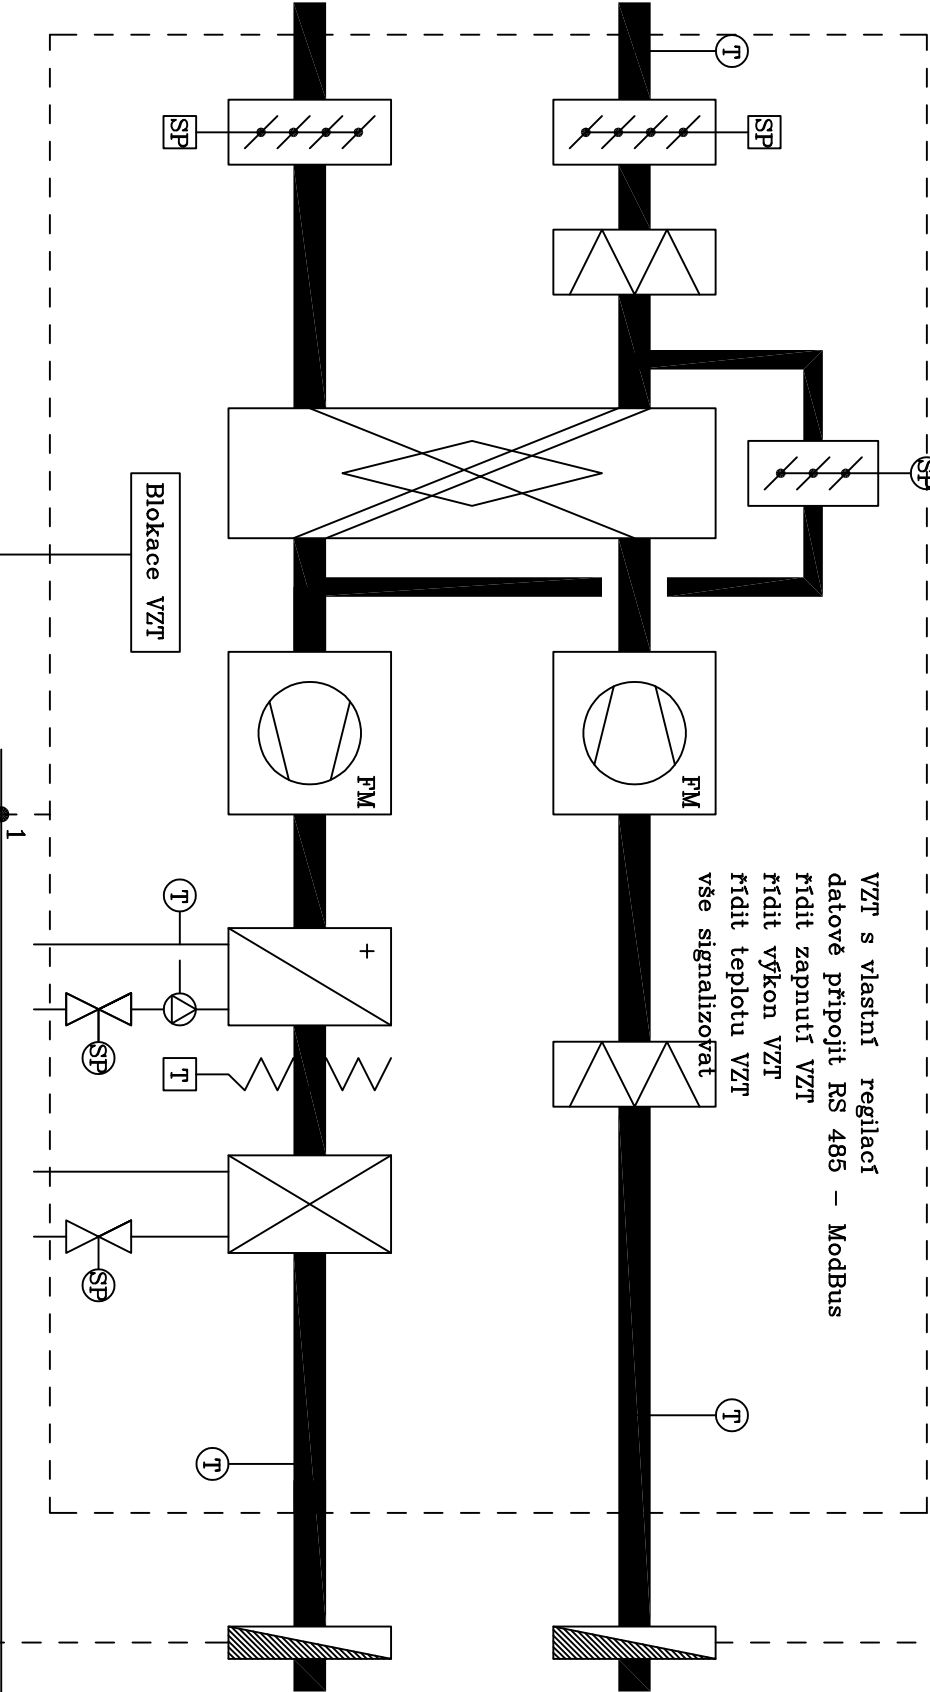 T
SP
SP
SP
Blokace VZT
FM
FM
1
VZT s vlastní regilací
datově připojit RS 485 - ModBus
řídit zapnutí VZT
řídit výkon VZT
řídit teplotu VZT
vše signalizovat
T
+
SP
T
SP
T
T